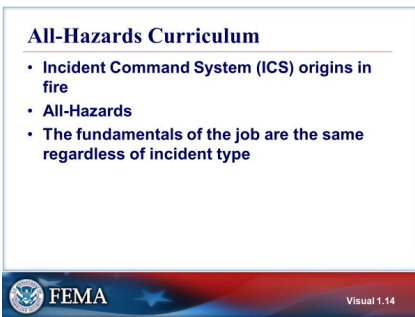 All-Hazards Curriculum
• Incident Command System (ICS) origins in
fire
• All-Hazards
• The fundamentals of the job are the same
regardless of incident type
FEMA
Visual 1.14